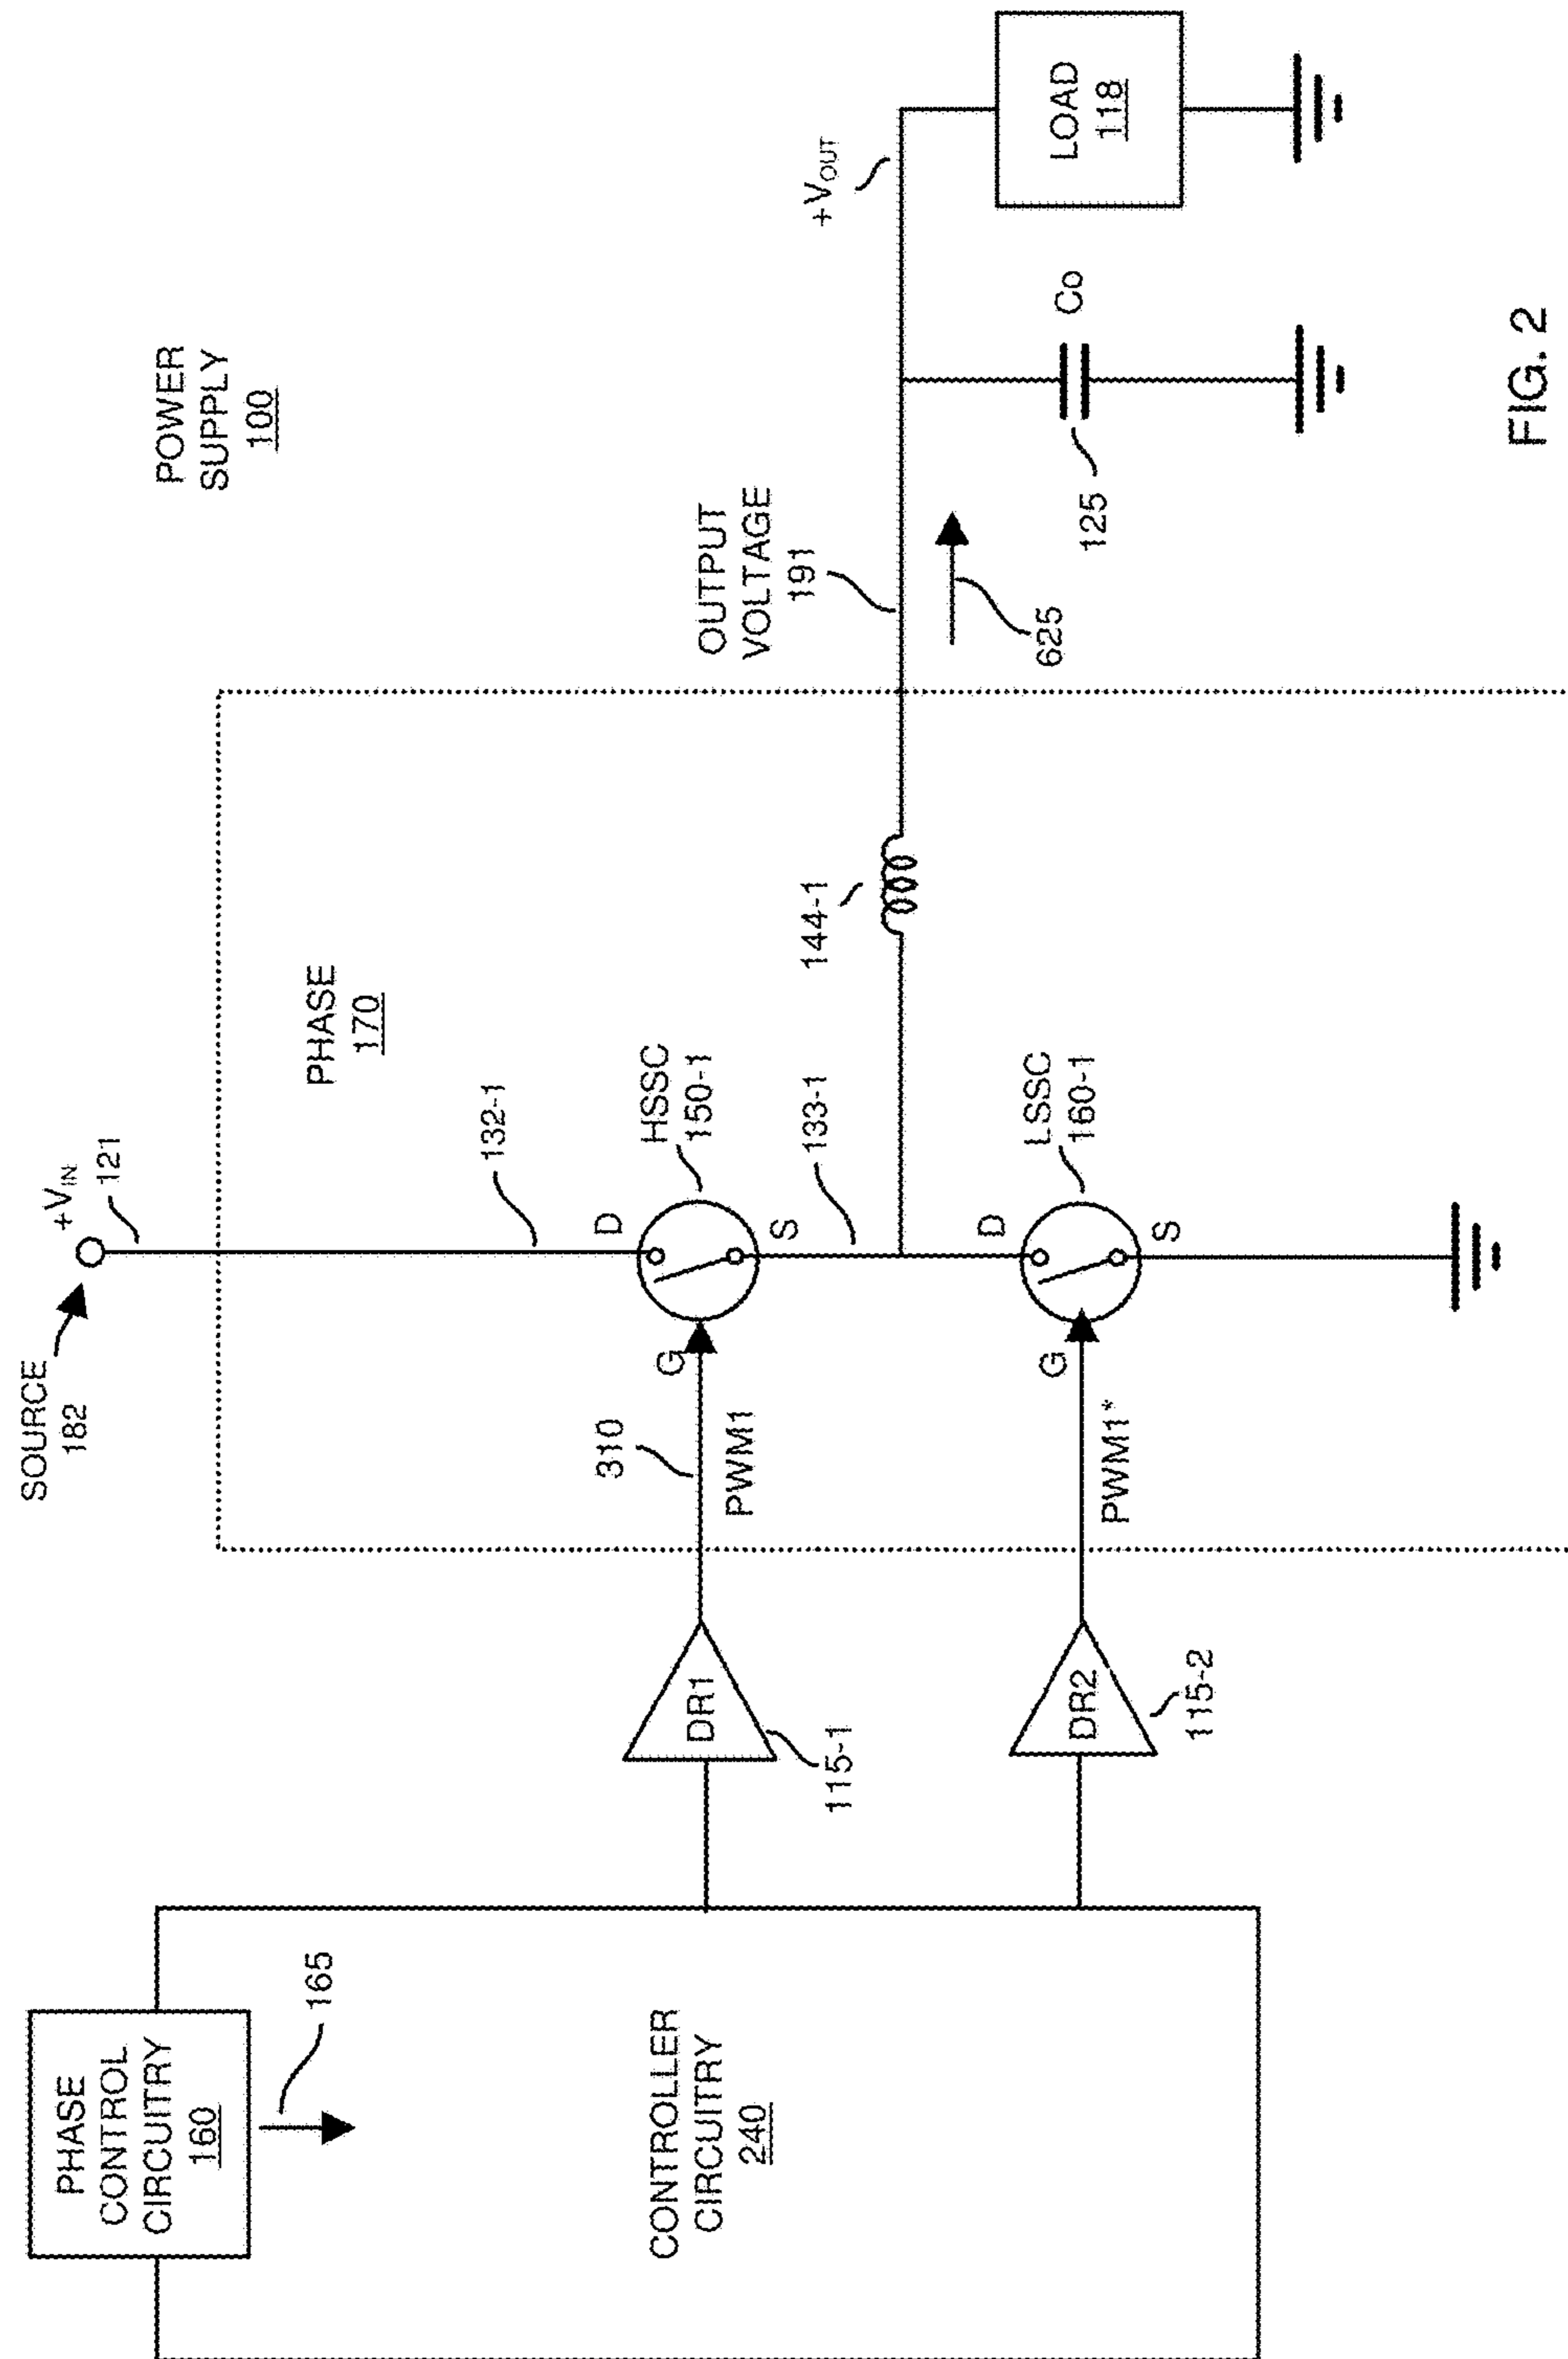 POWER
SUPPLY
100
SOURCE
182
+VIN
121
PHASE
170
132-1
PHASE
CONTROL
CIRCUITRY
160
165
CONTROLLER
CIRCUITRY
240
DR1
115-1
310
PWM1
G
D
S
HSSC
150-1
133-1
144-1
OUTPUT
VOLTAGE
191
625
+VOUT
DR2
115-2
PWM1*
G
D
S
LSSC
160-1
125
Co
LOAD
118
FIG. 2